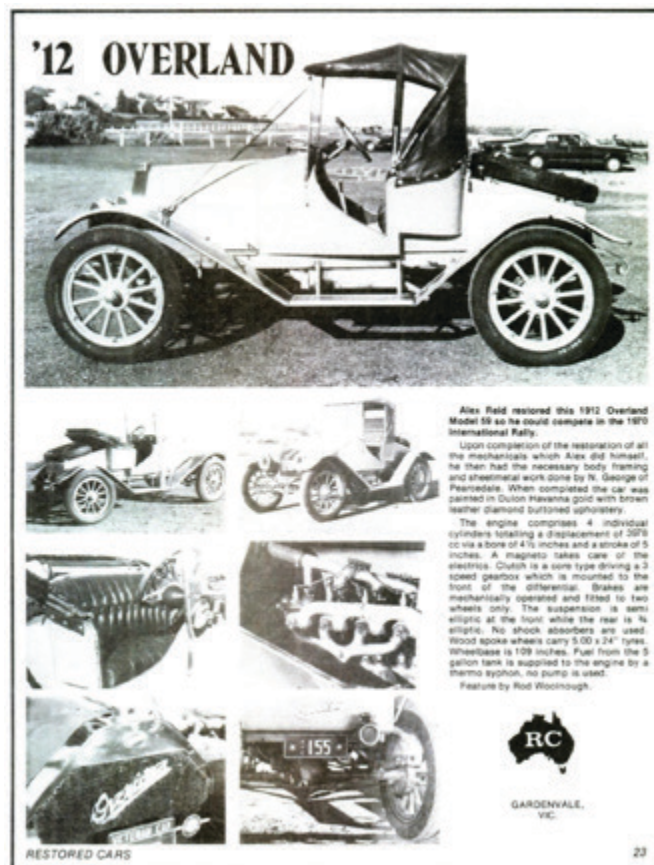 '12 OVERLAND
Alex Reid restored this 1912 Overland
Model 59 so he could compete in the 1970
International Rally.
Upon completion of the restoration of all
the mechanicals which Alex did himself,
he then had the necessary body framing
and sheetmetal work done by N. George of
Pearcedale. When completed the car was
painted in Dulon Havanna gold with brown
leather diamond buttoned upholstery.
The engine comprises 4 individual
cylinders totalling a displacement of 3978
cc via a bore of 4⅛ inches and a stroke of 5
inches. A magneto takes care of the
electrics. Clutch is a cone type driving a 3
speed gearbox which is mounted to the
front of the differential. Brakes are
mechanically operated and fitted to two
wheels only. The suspension is semi
elliptic at the front while the rear is ¾
elliptic. No shock absorbers are used.
Wood spoke wheels carry 5.00 x 24" tyres.
Wheelbase is 109 inches. Fuel from the 5
gallon tank is supplied to the engine by a
thermo syphon, no pump is used.
Feature by Rod Woolnough.
Overland
VETERAN CAR
155
RC
GARDENVALE,
VIC.
RESTORED CARS
23